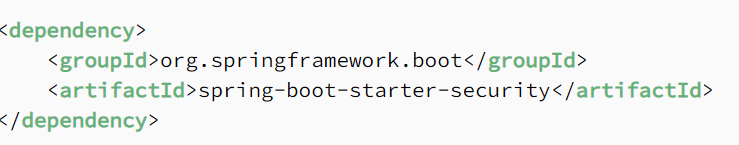 <dependency>
    <groupId>org.springframework.boot</groupId>
    <artifactId>spring-boot-starter-security</artifactId>
</dependency>